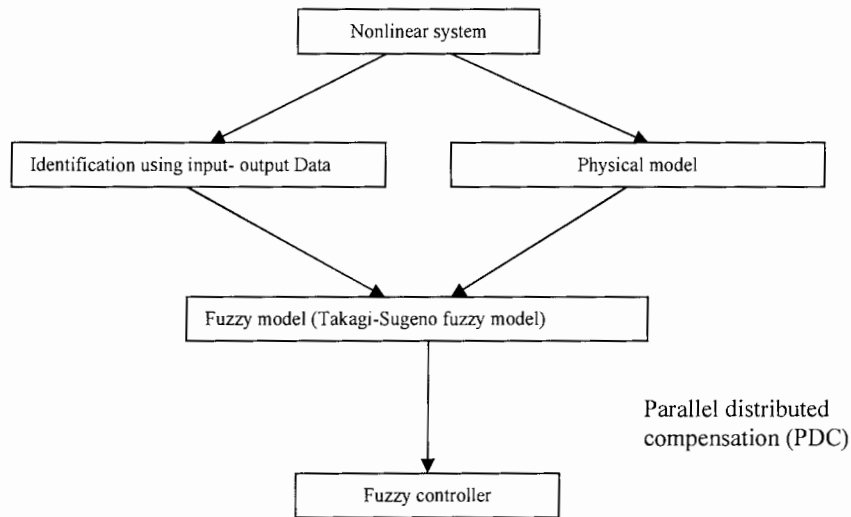 Nonlinear system
Identification using input- output Data
Physical model
Fuzzy model (Takagi-Sugeno fuzzy model)
Parallel distributed
compensation (PDC)
Fuzzy controller